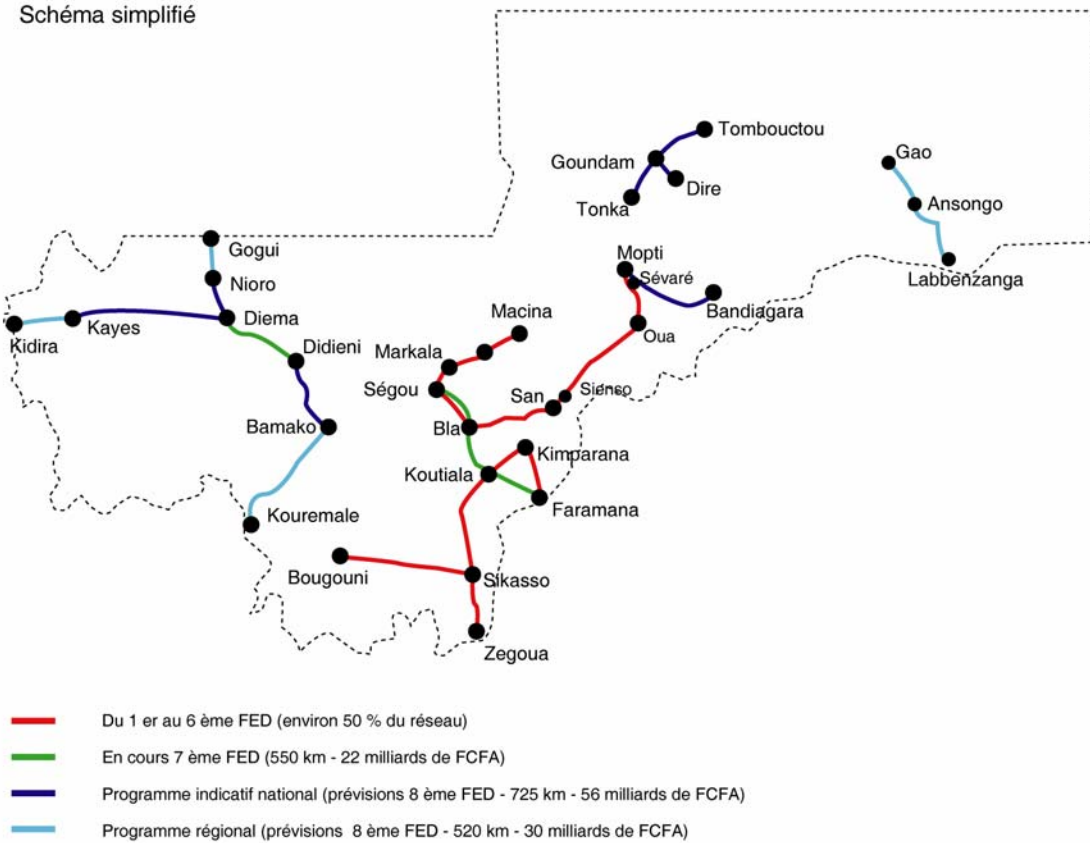 Schéma simplifié
Tombouctou
Goundam
Gao
Dire
Tonka
Ansongo
Gogui
Mopti
Sévaré
Labbenzanga
Nioro
Bandiagara
Macina
Kayes
Diema
Kidira
Oua
Didieni
Markala
Ségou
San
Sienso
Bamako
Bla
Kimparana
Koutiala
Kouremale
Faramana
Bougouni
Sikasso
Zegoua
Du 1 er au 6 ème FED (environ 50 % du réseau)
En cours 7 ème FED (550 km - 22 milliards de FCFA)
Programme indicatif national (prévisions 8 ème FED - 725 km - 56 milliards de FCFA)
Programme régional (prévisions 8 ème FED - 520 km - 30 milliards de FCFA)